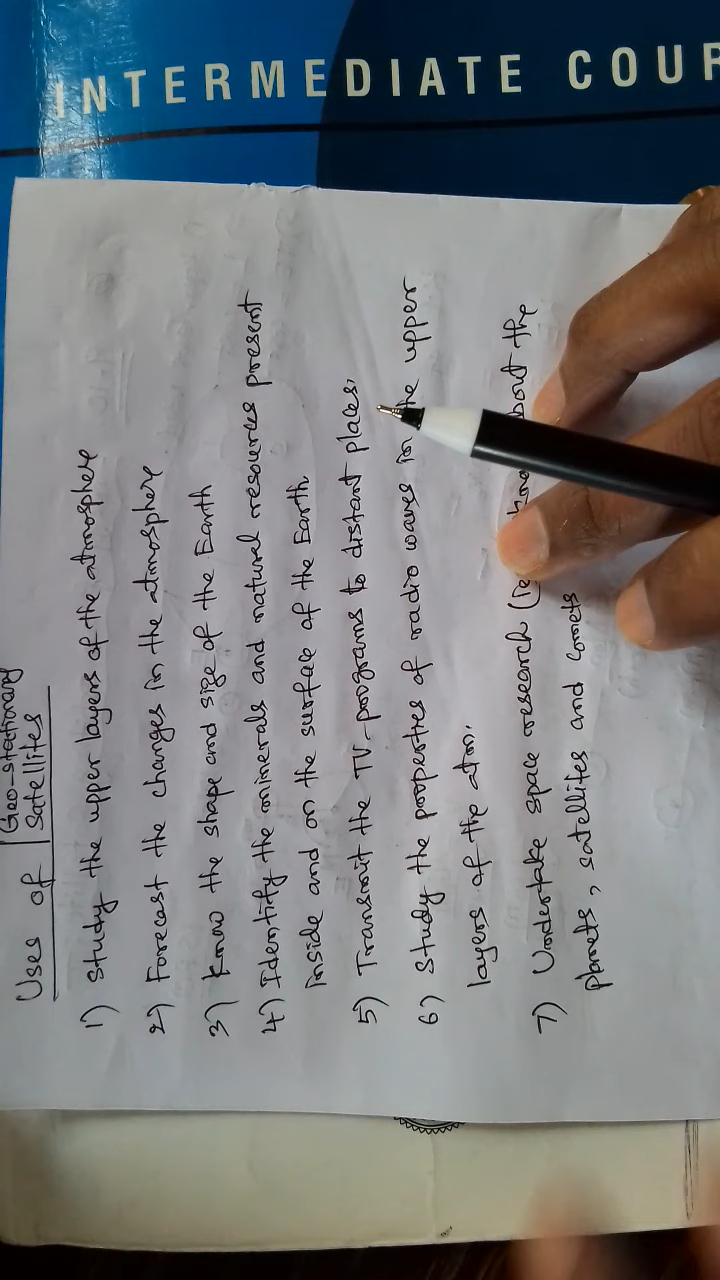 INTERMEDIATE COUR
Uses of Geo-stationary
Satellites
1) Study the upper layers of the atmosphere
2) Forecast the changes in the atmosphere
3) Know the shape and size of the Earth
4) Identify the minerals and natural resources present
inside and on the surface of the Earth
5) Transmit the TV-programs to distant places.
6) Study the properties of radio waves in the upper
layers of the atm.
7) Undertake space research the
planets, satellites and comets